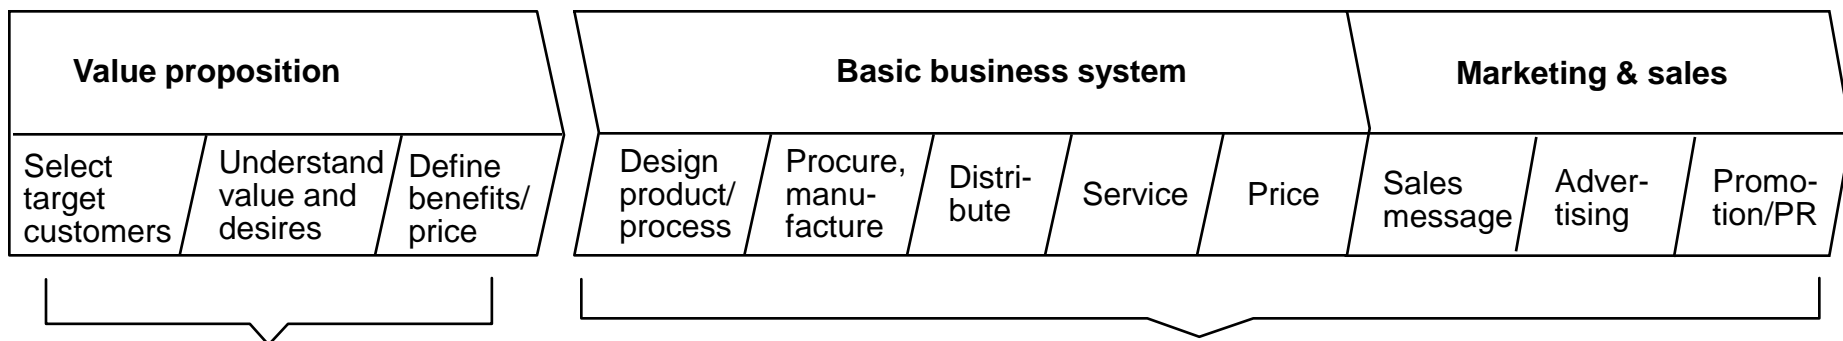 Value proposition
Basic business system
Marketing & sales
Select
target
customers
Understand
value and
desires
Define
benefits/
price
Design
product/
process
Procure,
manu-
facture
Distri-
bute
Service
Price
Sales
message
Adver-
tising
Promo-
tion/PR